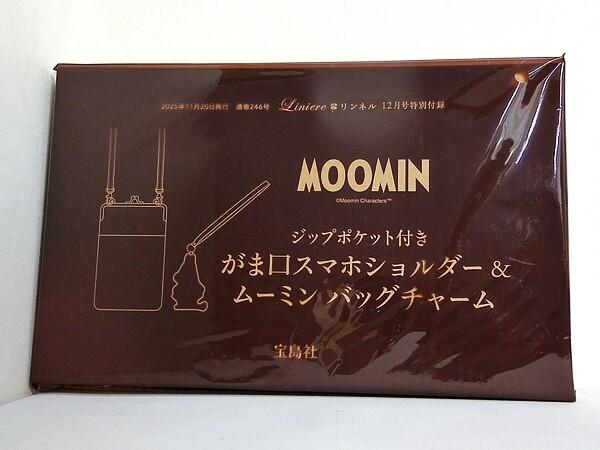 2025年11月20日発行 通巻246号 Liniere リンネル 12月号特別付録
MOOMIN
©Moomin Characters™
ジップポケット付き
がま口スマホショルダー &
ムーミン バッグチャーム
宝島社